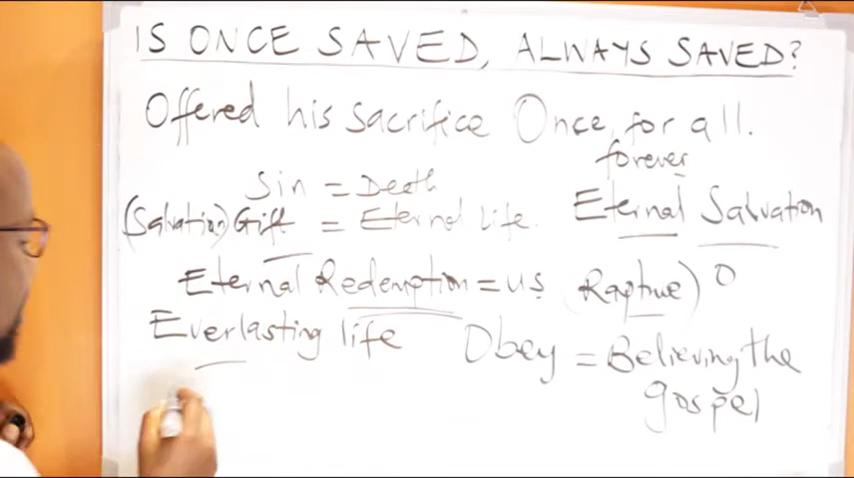 IS ONCE SAVED, ALWAYS SAVED?
Offered his sacrifice Once, for all.
forever
Sin = Death
(Salvation) Gift = Eternal Life.
Eternal Salvation
Eternal Redemption = us
(Rapture) O
Everlasting life
Obey = Believing the
gospel